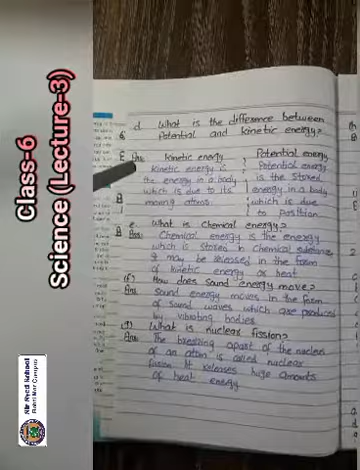 Class-6
Science (Lecture-3)
Sir Syed School
d What is the difference between
Potential and Kinetic energy?
Ans: Kinetic energy
Kinetic energy is
the energy in a body
which is due to its
moving atoms.
Potential energy
Potential energy
is the stored
energy in a body
which is due
to position
e. What is chemical energy?
Ans: Chemical energy is the energy
which is stored in chemical substance
It may be released in the form
of kinetic energy or heat
(f) How does sound energy move?
Ans: Sound energy moves in the form
of sound waves which are produced
by vibrating bodies
(g) What is nuclear fission?
Ans: The breaking apart of the nucleus
of an atom is called nuclear
It releases huge amounts
of heat energy